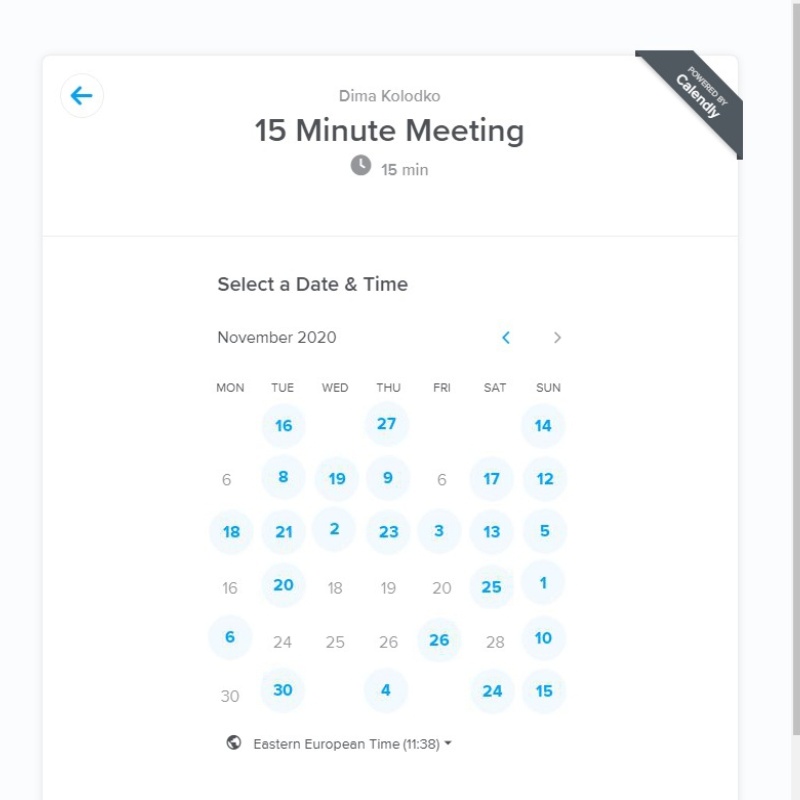 POWERED BY
Calendly
Dima Kolodko
15 Minute Meeting
15 min
Select a Date & Time
November 2020
MON TUE WED THU FRI SAT SUN
16 27 14
6 8 19 9 6 17 12
18 21 2 23 3 13 5
16 20 18 19 20 25 1
6 24 25 26 26 28 10
30 30 4 24 15
Eastern European Time (11:38)